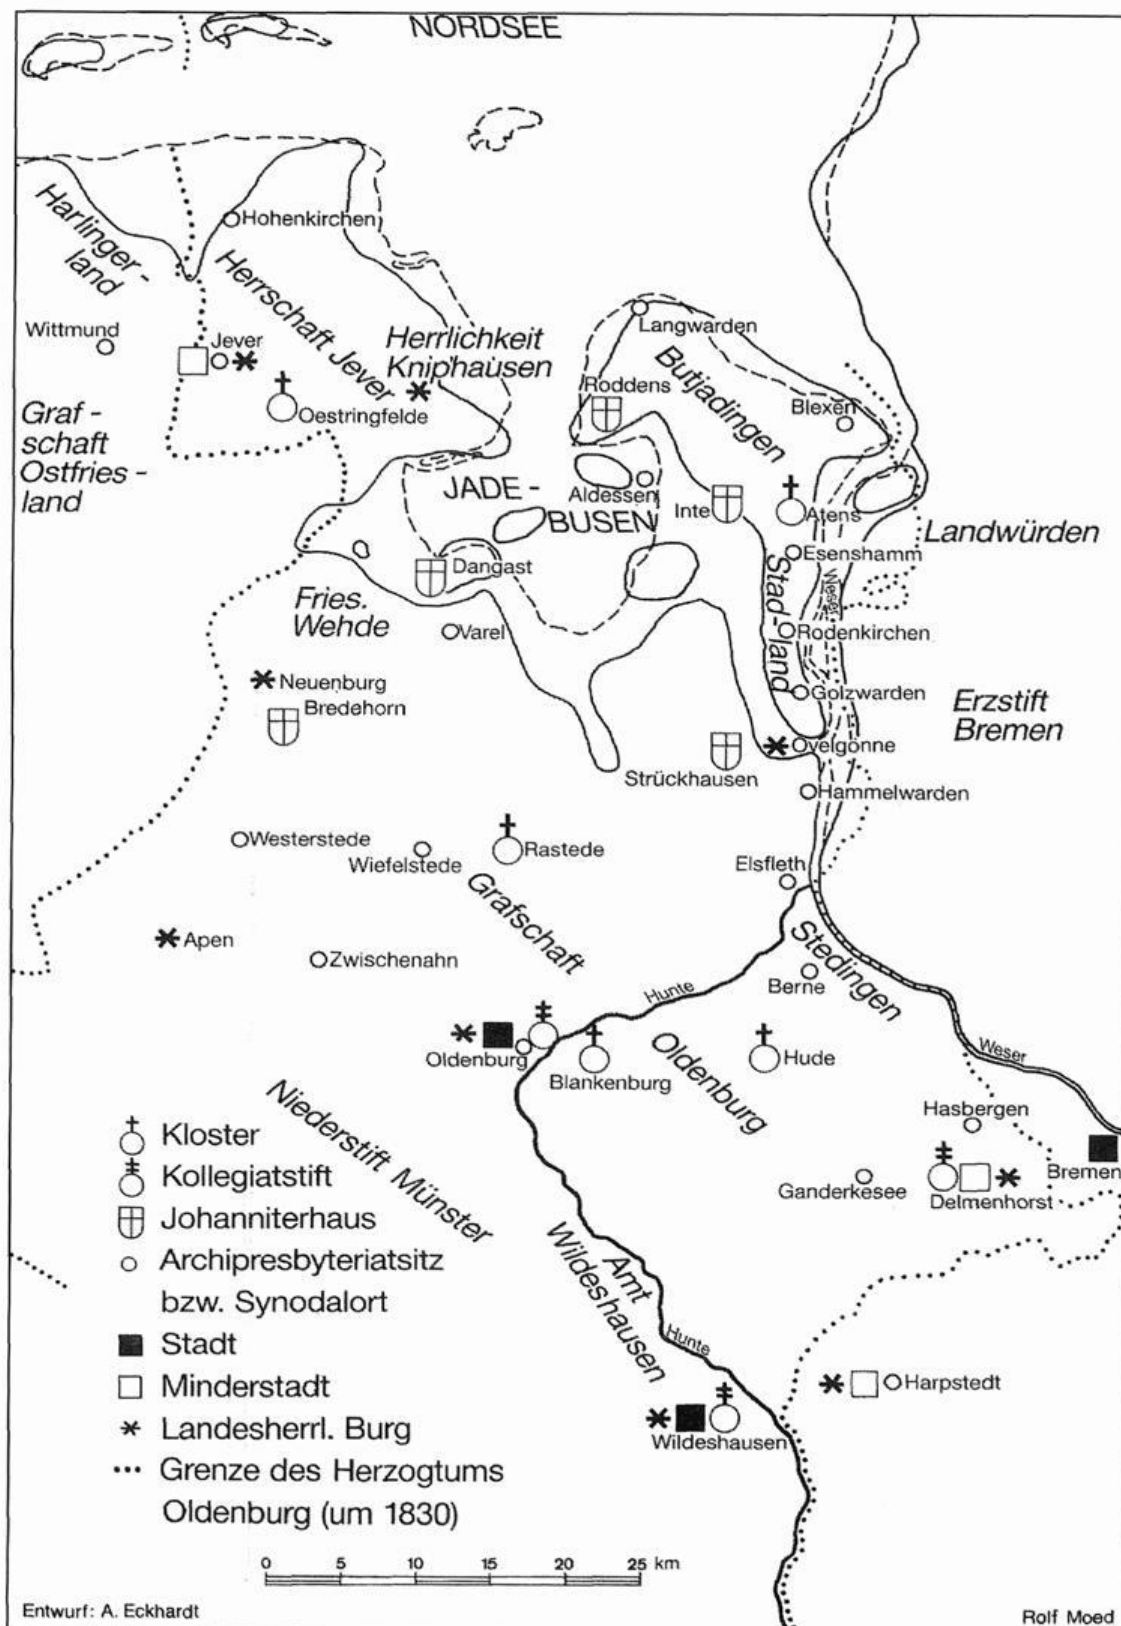 NORDSEE
Harlinger-
land
Hohenkirchen
Herrschaft Jever
Wittmund
Jever
Herrlichkeit
Kniphausen
Langwarden
Butjadingen
Roddens
Blexen
Oestringfelde
Graf-
schaft
Ostfries-
land
JADE-
BUSEN
Aldessen
Inte
Atens
Landwürden
Esenshamm
Dangast
Weser
Stad-
land
Fries.
Wehde
Varel
Rodenkirchen
Neuenburg
Bredehorn
Golzwarden
Erzstift
Bremen
Ovelgönne
Strückhausen
Hammelwarden
Westerstede
Wiefelstede
Rastede
Elsfleth
Grafschaft
Oldenburg
Stedingen
Apen
Zwischenahn
Berne
Hunte
Oldenburg
Blankenburg
Hude
Weser
Hasbergen
Bremen
Ganderkesee
Delmenhorst
Niederstift Münster
Amt
Wildeshausen
Hunte
Harpstedt
Wildeshausen
Kloster
Kollegiatstift
Johanniterhaus
Archipresbyteriatsitz
bzw. Synodalort
Stadt
Minderstadt
Landesherrl. Burg
Grenze des Herzogtums
Oldenburg (um 1830)
0 5 10 15 20 25 km
Entwurf: A. Eckhardt
Rolf Moed